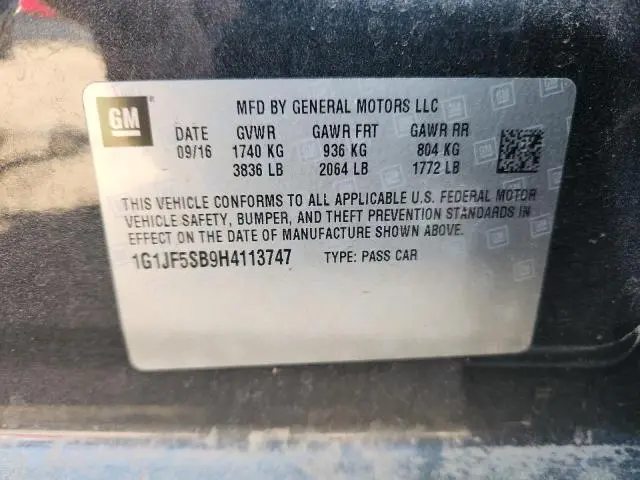 GM
MFD BY GENERAL MOTORS LLC
DATE GVWR GAWR FRT GAWR RR
09/16 1740 KG 936 KG 804 KG
3836 LB 2064 LB 1772 LB
THIS VEHICLE CONFORMS TO ALL APPLICABLE U.S. FEDERAL MOTOR
VEHICLE SAFETY, BUMPER, AND THEFT PREVENTION STANDARDS IN
EFFECT ON THE DATE OF MANUFACTURE SHOWN ABOVE.
1G1JF5SB9H4113747 TYPE: PASS CAR